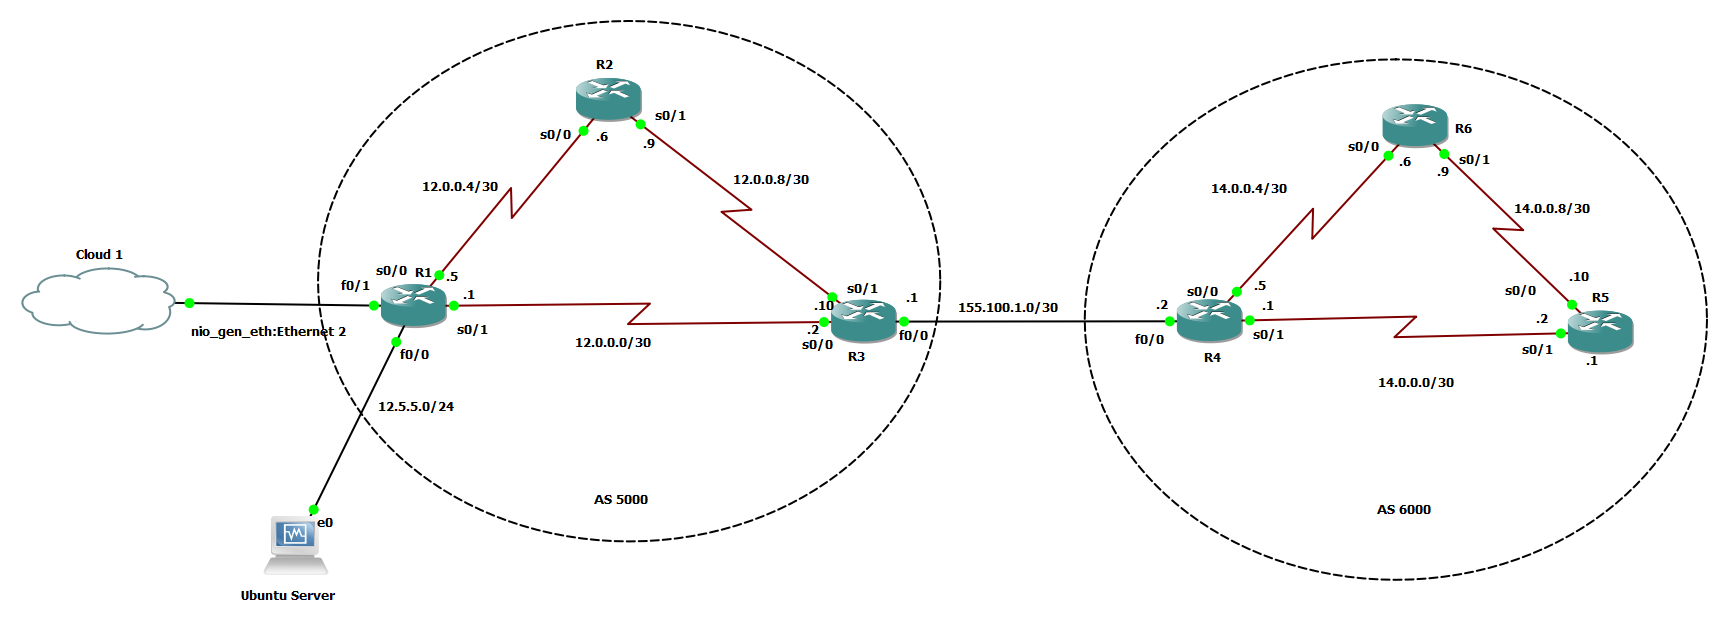 R2
s0/1
s0/0
.6
.9
12.0.0.4/30
12.0.0.8/30
Cloud 1
nio_gen_eth:Ethernet 2
f0/1
s0/0
R1
.5
.1
s0/1
f0/0
12.0.0.0/30
s0/1
.10
.2
s0/0
R3
.1
f0/0
155.100.1.0/30
12.5.5.0/24
e0
Ubuntu Server
AS 5000
R6
s0/0
.6
s0/1
.9
14.0.0.4/30
14.0.0.8/30
.2
f0/0
s0/0
.5
.1
s0/1
R4
.10
s0/0
R5
.2
s0/1
.1
14.0.0.0/30
AS 6000